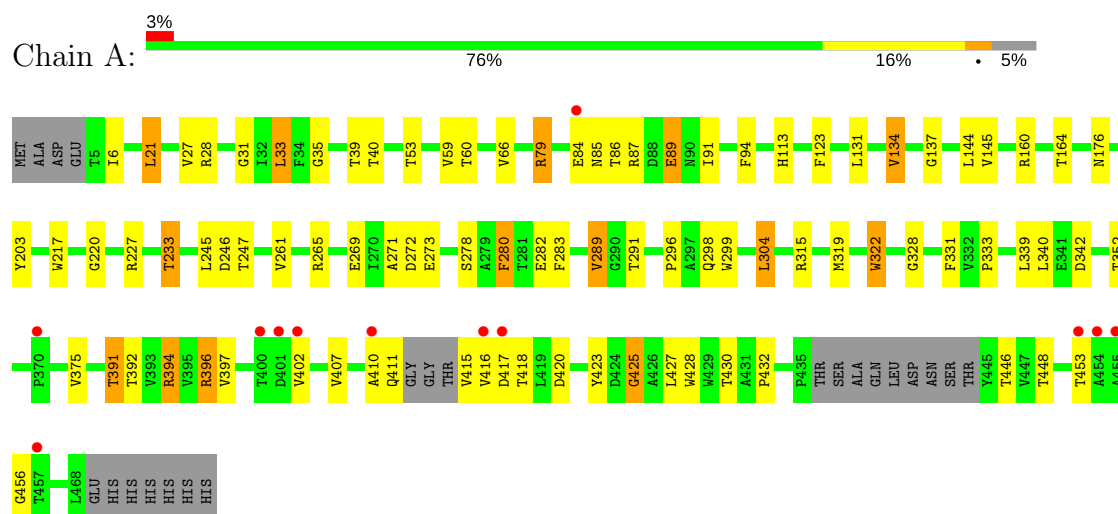 3%
Chain A:
76% 16% • 5%
MET ALA ASP GLU T5 I6 L21 V27 R28 G31 I32 L33 F34 G35 T39 T40 T53 V59 T60 V66 R79 E84 N85 T86 R87 D88 E89 N90 I91 F94 H113 F123 L131 V134 G137 L144 V145 R160 T164 N176
Y203 W217 G220 R227 T233 L245 D246 T247 V261 R265 E269 I270 A271 D272 E273 S278 A279 F280 T281 E282 F283 V289 G290 T291 P296 A297 Q298 W299 L304 R315 M319 W322 G328 F331 V332 P333 L339 L340 E341 D342 T352
P370 V375 T391 T392 V393 R394 V395 R396 V397 T400 D401 V402 V407 A410 Q411 GLY GLY THR V415 V416 D417 T418 L419 D420 Y423 D424 G425 A426 L427 W428 W429 T430 A431 P432 P435 THR SER ALA GLN LEU ASP ASN SER THR Y445 T446 V447 T448 T453 A454 A455
G456 T457 L468 GLU HIS HIS HIS HIS HIS HIS